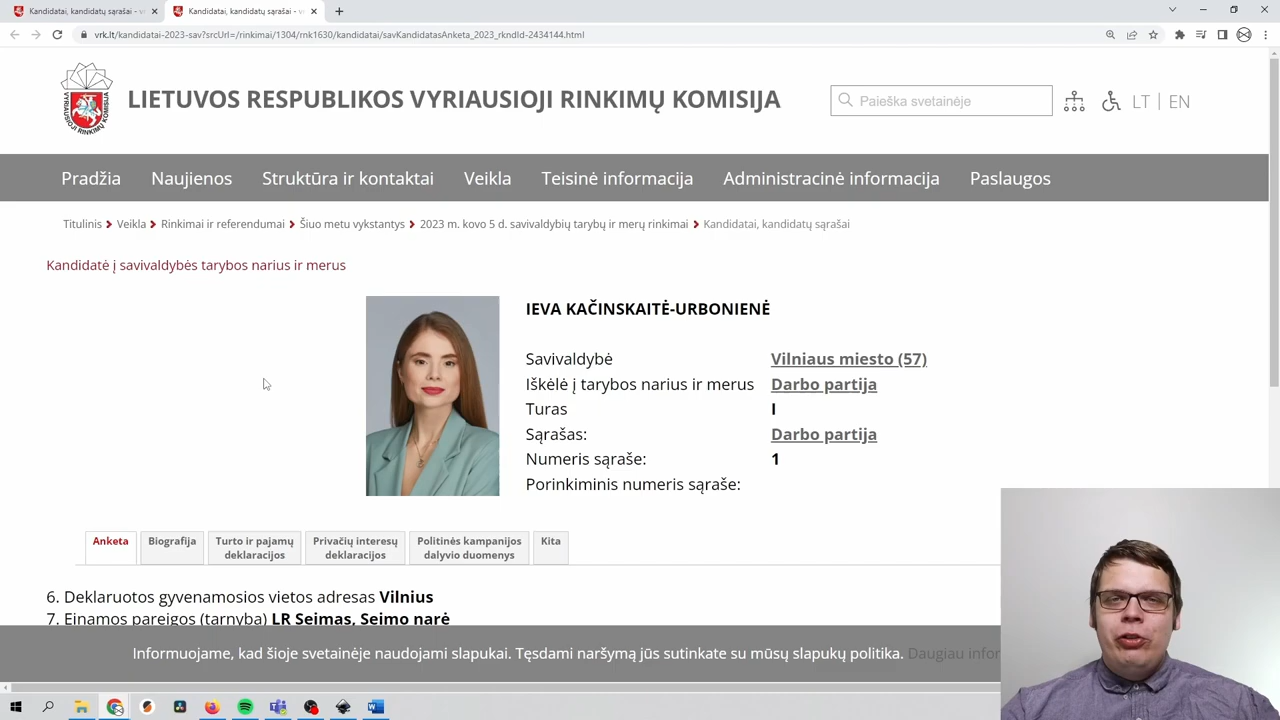 Kandidatai, kandidatų sąrašai - vr
Kandidatai, kandidatų sąrašai - vr
vrk.lt/kandidatai-2023-sav?srcUrl=/rinkimai/1304/rnk1630/kandidatai/savKandidatasAnketa_2023_rkndId-2434144.html
LIETUVOS RESPUBLIKOS VYRIAUSIOJI RINKIMŲ KOMISIJA
Paieška svetainėje
LT | EN
Pradžia Naujienos Struktūra ir kontaktai Veikla Teisinė informacija Administracinė informacija Paslaugos
Titulinis Veikla Rinkimai ir referendumai Šiuo metu vykstantys 2023 m. kovo 5 d. savivaldybių tarybų ir merų rinkimai Kandidatai, kandidatų sąrašai
Kandidatė į savivaldybės tarybos narius ir merus
IEVA KAČINSKAITĖ-URBONIENĖ
Savivaldybė Vilniaus miesto (57)
Iškėlė į tarybos narius ir merus Darbo partija
Turas I
Sąrašas: Darbo partija
Numeris sąraše: 1
Porinkiminis numeris sąraše:
Anketa Biografija Turto ir pajamų deklaracijos Privačių interesų deklaracijos Politinės kampanijos dalyvio duomenys Kita
6. Deklaruotos gyvenamosios vietos adresas Vilnius
7. Einamos pareigos (tarnyba) LR Seimas, Seimo narė
Informuojame, kad šioje svetainėje naudojami slapukai. Tęsdami naršymą jūs sutinkate su mūsų slapukų politika. Daugiau infor